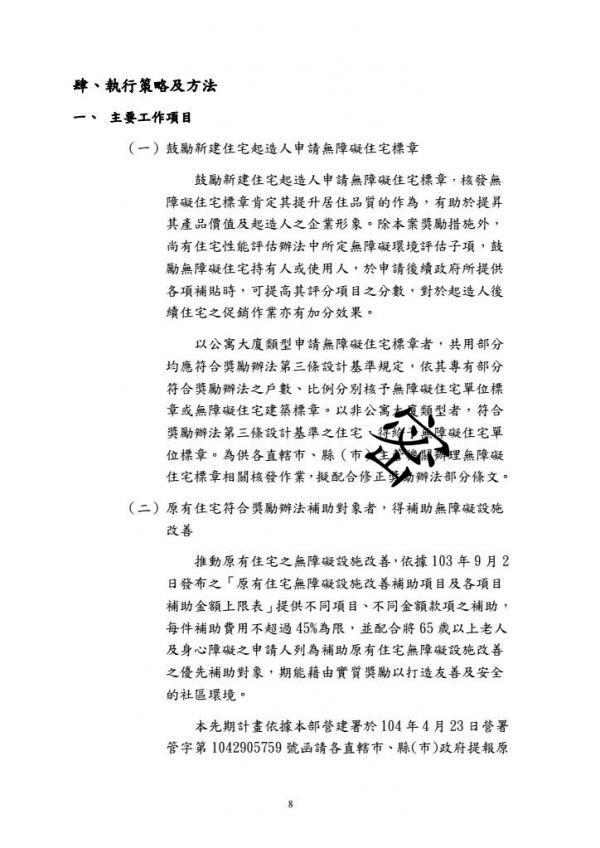 肆、執行策略及方法
一、 主要工作項目
（一）鼓勵新建住宅起造人申請無障礙住宅標章
鼓勵新建住宅起造人申請無障礙住宅標章，核發無
障礙住宅標章肯定其提升居住品質的作為，有助於提昇
其產品價值及起造人之企業形象。除本案獎勵措施外，
尚有住宅性能評估辦法中所定無障礙環境評估子項，鼓
勵無障礙住宅持有人或使用人，於申請後續政府所提供
各項補貼時，可提高其評分項目之分數，對於起造人後
續住宅之促銷作業亦有加分效果。
以公寓大廈類型申請無障礙住宅標章者，共用部分
均應符合獎勵辦法第三條設計基準規定，依其專有部分
符合獎勵辦法之戶數、比例分別核予無障礙住宅單位標
章或無障礙住宅建築標章。以非公寓大廈類型者，符合
獎勵辦法第三條設計基準之住宅，得給予無障礙住宅單
位標章。為供各直轄市、縣（市）主管機關辦理無障礙
住宅標章相關核發作業，擬配合修正獎勵辦法部分條文。
（二）原有住宅符合獎勵辦法補助對象者，得補助無障礙設施
改善
推動原有住宅之無障礙設施改善，依據 103 年 9 月 2
日發布之「原有住宅無障礙設施改善補助項目及各項目
補助金額上限表」提供不同項目、不同金額款項之補助，
每件補助費用不超過 45%為限，並配合將 65 歲以上老人
及身心障礙之申請人列為補助原有住宅無障礙設施改善
之優先補助對象，期能藉由實質獎勵以打造友善及安全
的社區環境。
本先期計畫依據本部營建署於 104 年 4 月 23 日營署
管字第 1042905759 號函請各直轄市、縣(市)政府提報原
8